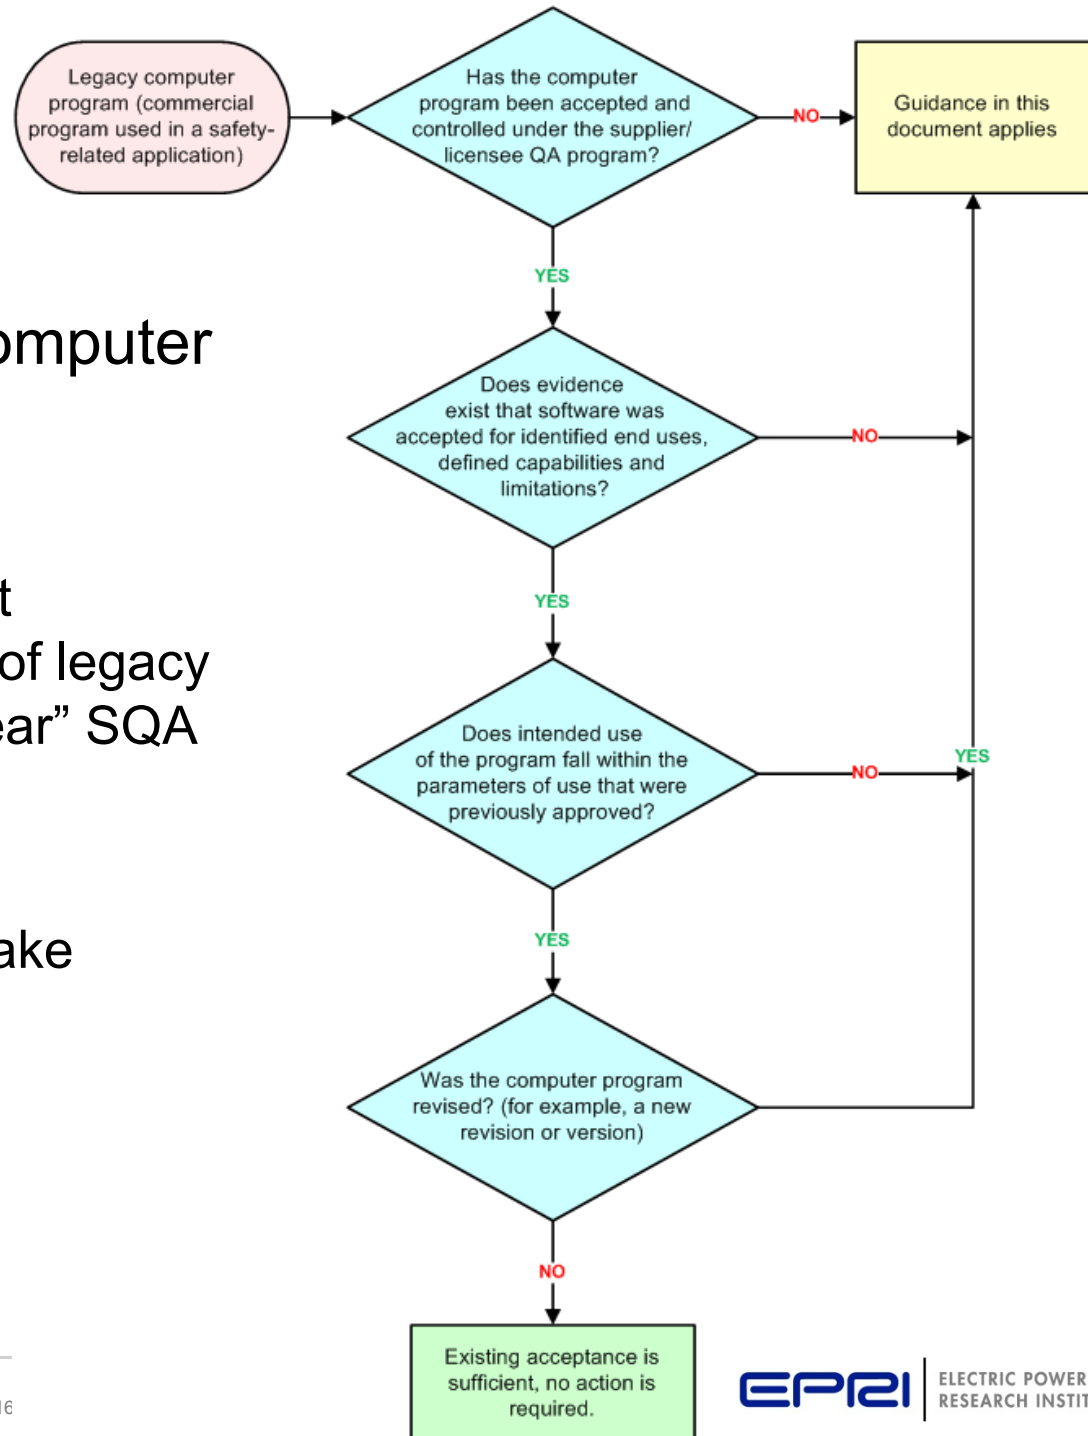 Legacy computer
program (commercial
program used in a safety-
related application)
Has the computer
program been accepted and
controlled under the supplier/
licensee QA program?
NO
Guidance in this
document applies
YES
omputer
Does evidence
exist that software was
accepted for identified end uses,
defined capabilities and
limitations?
NO
YES
t
of legacy
ear” SQA
Does intended use
of the program fall within the
parameters of use that were
previously approved?
NO
YES
YES
ake
Was the computer program
revised? (for example, a new
revision or version)
NO
Existing acceptance is
sufficient, no action is
required.
EPRI
ELECTRIC POWER
RESEARCH INSTIT